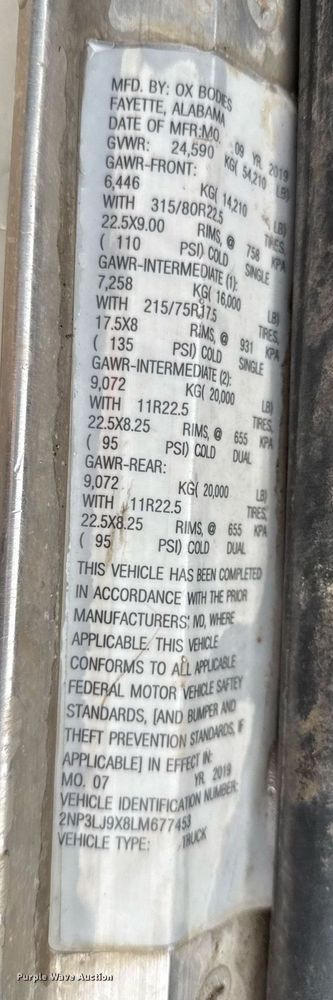 MFD. BY: OX BODIES
FAYETTE, ALABAMA
DATE OF MFR:MO. 09 YR. 2019
GVWR: 24,590 KG( 54,210 LB)
GAWR-FRONT:
6,446 KG( 14,210 LB)
WITH 315/80R22.5 TIRES,
22.5X9.00 RIMS, @ 758 KPA
( 110 PSI) COLD SINGLE
GAWR-INTERMEDIATE (1):
7,258 KG( 16,000 LB)
WITH 215/75R17.5 TIRES,
17.5X8 RIMS, @ 931 KPA
( 135 PSI) COLD SINGLE
GAWR-INTERMEDIATE (2):
9,072 KG( 20,000 LB)
WITH 11R22.5 TIRES,
22.5X8.25 RIMS, @ 655 KPA
( 95 PSI) COLD DUAL
GAWR-REAR:
9,072 KG( 20,000 LB)
WITH 11R22.5 TIRES,
22.5X8.25 RIMS, @ 655 KPA
( 95 PSI) COLD DUAL
THIS VEHICLE HAS BEEN COMPLETED
IN ACCORDANCE WITH THE PRIOR
MANUFACTURERS' IVD, WHERE
APPLICABLE. THIS VEHICLE
CONFORMS TO ALL APPLICABLE
FEDERAL MOTOR VEHICLE SAFTEY
STANDARDS, [AND BUMPER AND
THEFT PREVENTION STANDARDS, IF
APPLICABLE] IN EFFECT IN:
MO. 07 YR. 2019
VEHICLE IDENTIFICATION NUMBER:
2NP3LJ9X8LM677453
VEHICLE TYPE: TRUCK
Purple Wave Auction